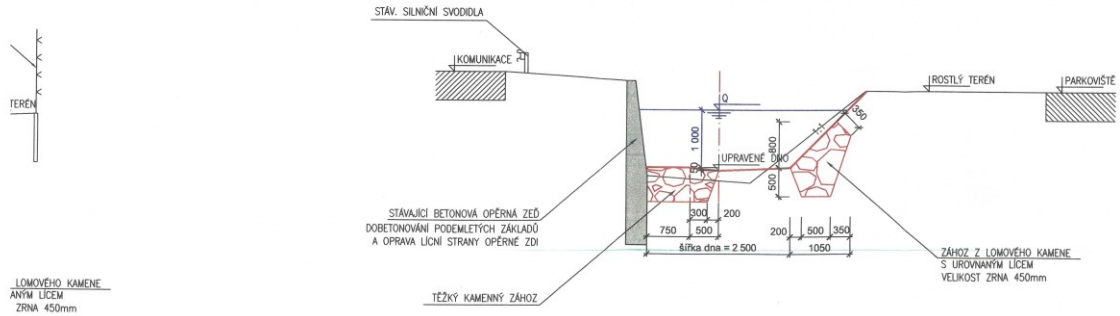 STÁV. SILNIČNÍ SVODIDLA
KOMUNIKACE
Q
ROSTLÝ TERÉN
PARKOVIŠTĚ
TERÉN
350
1 000
800
UPRAVENÉ DNO
50
500
300
200
750
500
200
500
350
šířka dna = 2 500
1050
STÁVAJÍCÍ BETONOVÁ OPĚRNÁ ZEĎ
DOBETONOVÁNÍ PODEMLETÝCH ZÁKLADŮ
A OPRAVA LÍCNÍ STRANY OPĚRNÉ ZDI
ZÁHOZ Z LOMOVÉHO KAMENE
S UROVNANÝM LÍCEM
VELIKOST ZRNA 450mm
LOMOVÉHO KAMENE
ANÝM LÍCEM
ZRNA 450mm
TĚŽKÝ KAMENNÝ ZÁHOZ